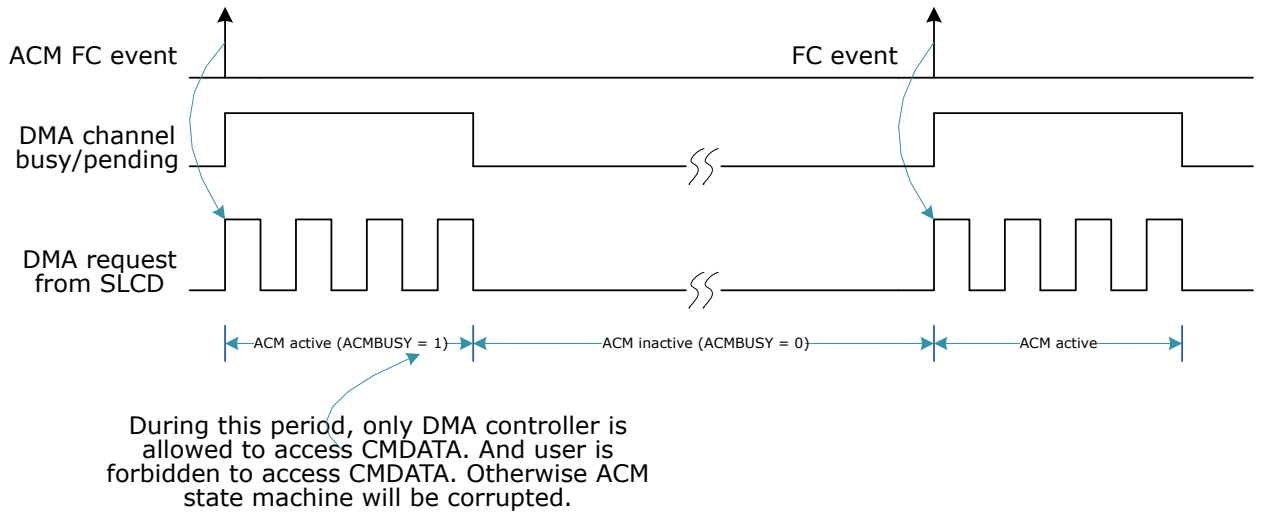 ACM FC event
FC event
DMA channel
busy/pending
DMA request
from SLCD
ACM active (ACMBUSY = 1)
ACM inactive (ACMBUSY = 0)
ACM active
During this period, only DMA controller is
allowed to access CMDATA. And user is
forbidden to access CMDATA. Otherwise ACM
state machine will be corrupted.